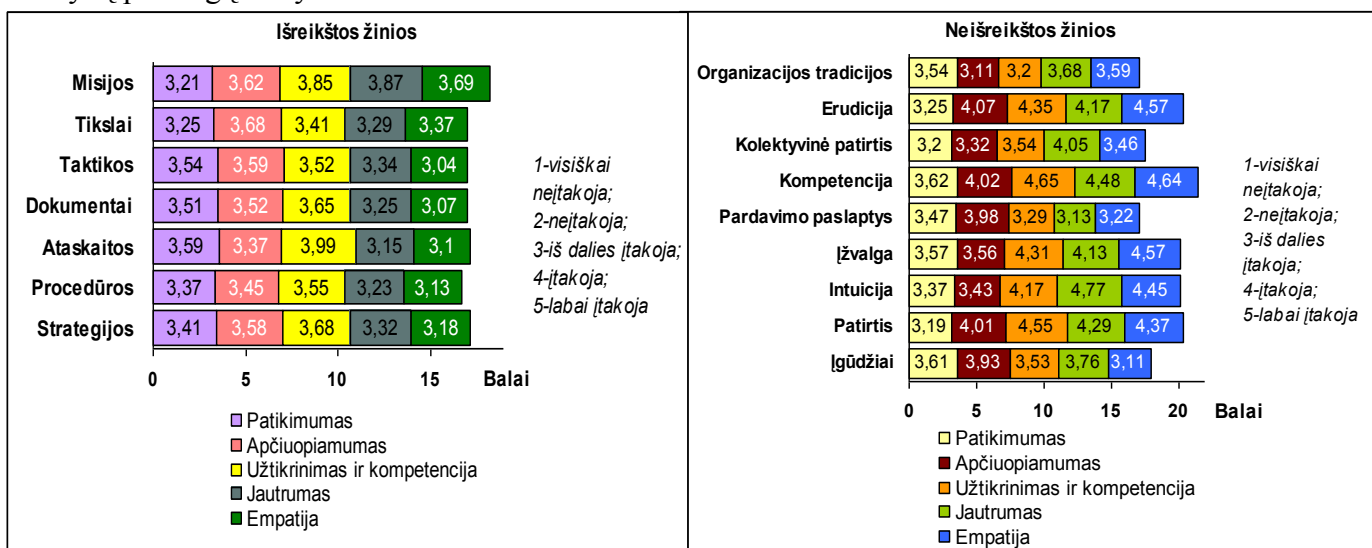 Išreikštos žinios
Misijos 3,21 3,62 3,85 3,87 3,69
Tikslai 3,25 3,68 3,41 3,29 3,37
Taktikos 3,54 3,59 3,52 3,34 3,04
Dokumentai 3,51 3,52 3,65 3,25 3,07
Ataskaitos 3,59 3,37 3,99 3,15 3,1
Procedūros 3,37 3,45 3,55 3,23 3,13
Strategijos 3,41 3,58 3,68 3,32 3,18
0 5 10 15 Balai
1-visiškai
neįtakoja;
2-neįtakoja;
3-iš dalies įtakoja;
4-įtakoja;
5-labai įtakoja
Patikimumas
Apčiuopiamumas
Užtikrinimas ir kompetencija
Jautrumas
Empatija
Neišreikštos žinios
Organizacijos tradicijos 3,54 3,11 3,2 3,68 3,59
Erudicija 3,25 4,07 4,35 4,17 4,57
Kolektyvinė patirtis 3,2 3,32 3,54 4,05 3,46
Kompetencija 3,62 4,02 4,65 4,48 4,64
Pardavimo paslaptys 3,47 3,98 3,29 3,13 3,22
Įžvalga 3,57 3,56 4,31 4,13 4,57
Intuicija 3,37 3,43 4,17 4,77 4,45
Patirtis 3,19 4,01 4,55 4,29 4,37
Įgūdžiai 3,61 3,93 3,53 3,76 3,11
0 5 10 15 20 Balai
1-visiškai
neįtakoja;
2-neįtakoja;
3-iš dalies
įtakoja;
4-įtakoja;
5-labai įtakoja
Patikimumas
Apčiuopiamumas
Užtikrinimas ir kompetencija
Jautrumas
Empatija